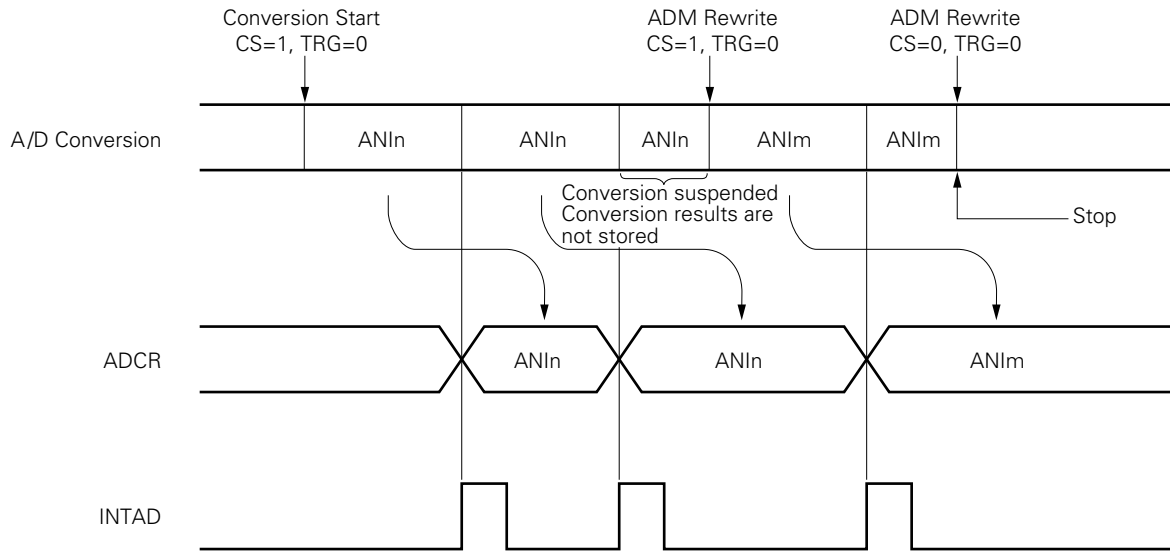 Conversion Start
CS=1, TRG=0
ADM Rewrite
CS=1, TRG=0
ADM Rewrite
CS=0, TRG=0
A/D Conversion
ANIn
ANIn
ANIn
ANIm
ANIm
Conversion suspended
Conversion results are
not stored
Stop
ADCR
ANIn
ANIn
ANIm
INTAD